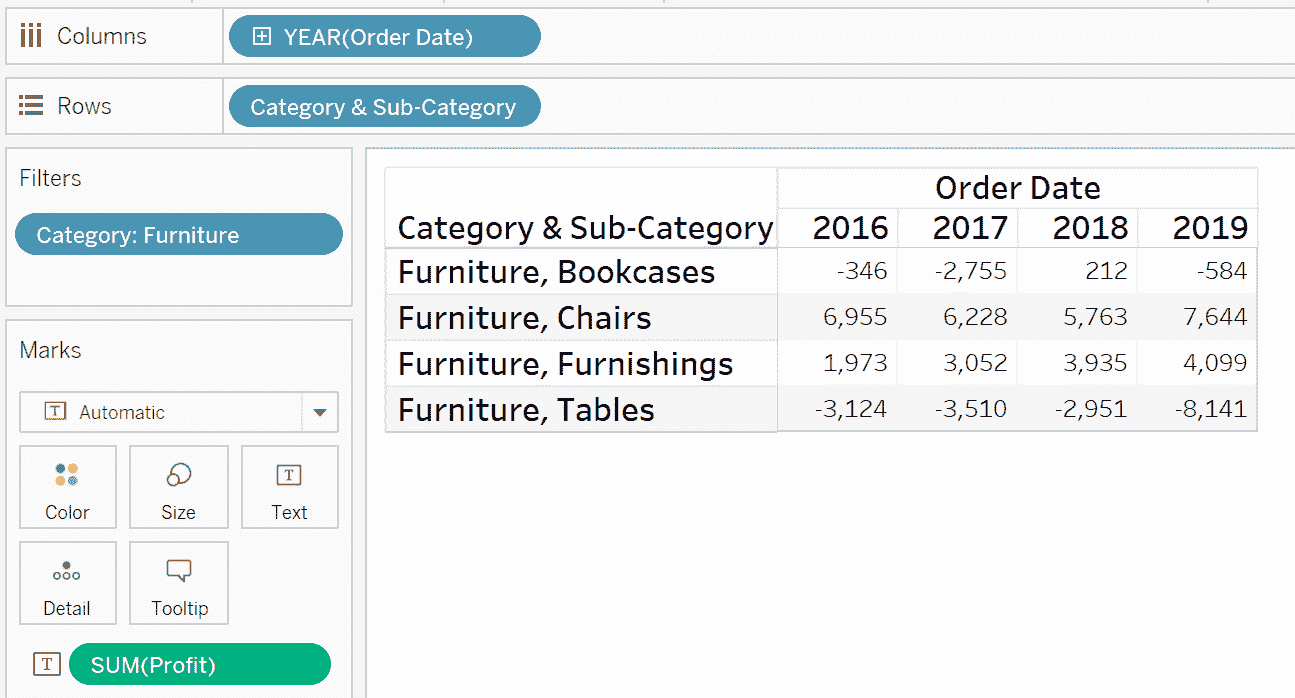 Columns
YEAR(Order Date)
Rows
Category & Sub-Category
Filters
Category: Furniture
Marks
T Automatic
Color Size T Text
Detail Tooltip
T SUM(Profit)
Order Date
Category & Sub-Category 2016 2017 2018 2019
Furniture, Bookcases -346 -2,755 212 -584
Furniture, Chairs 6,955 6,228 5,763 7,644
Furniture, Furnishings 1,973 3,052 3,935 4,099
Furniture, Tables -3,124 -3,510 -2,951 -8,141